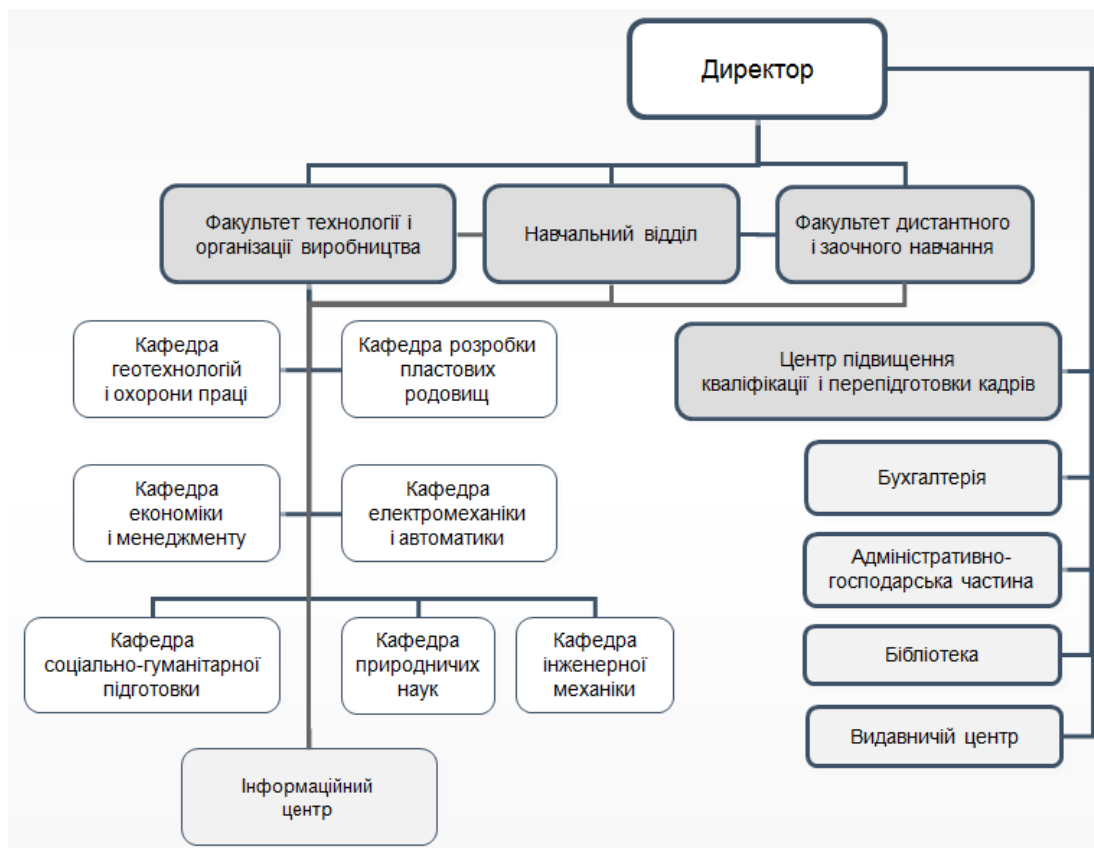 Директор
Факультет технології і
організації виробництва
Навчальний відділ
Факультет дистантного
і заочного навчання
Кафедра
геотехнологій
і охорони праці
Кафедра розробки
пластових
родовищ
Центр підвищення
кваліфікації і перепідготовки кадрів
Кафедра
економіки
і менеджменту
Кафедра
електромеханіки
і автоматики
Бухгалтерія
Адміністративно-
господарська частина
Кафедра
соціально-гуманітарної
підготовки
Кафедра
природничих
наук
Кафедра
інженерної
механіки
Бібліотека
Видавничій центр
Інформаційний
центр